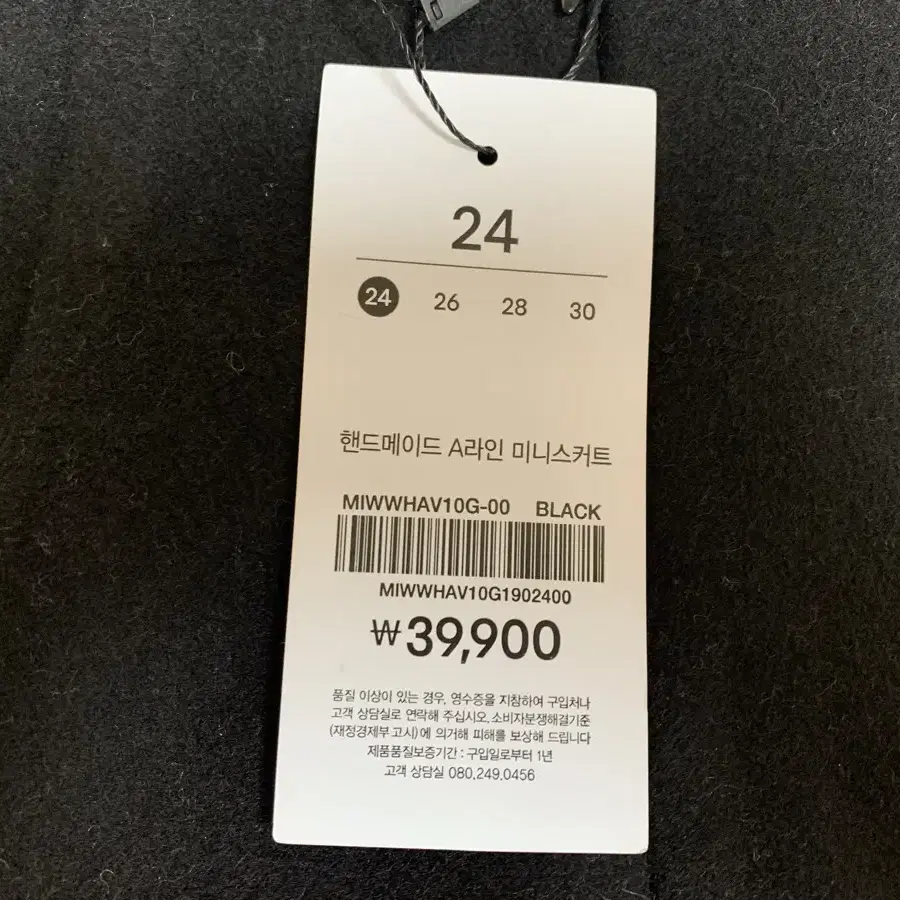 24
24 26 28 30
핸드메이드 A라인 미니스커트
MIWWHAV10G-00 BLACK
MIWWHAV10G1902400
₩39,900
품질 이상이 있는 경우, 영수증을 지참하여 구입처나
고객 상담실로 연락해 주십시오. 소비자분쟁해결기준
(재정경제부 고시)에 의거해 피해를 보상해 드립니다
제품품질보증기간 : 구입일로부터 1년
고객 상담실 080.249.0456